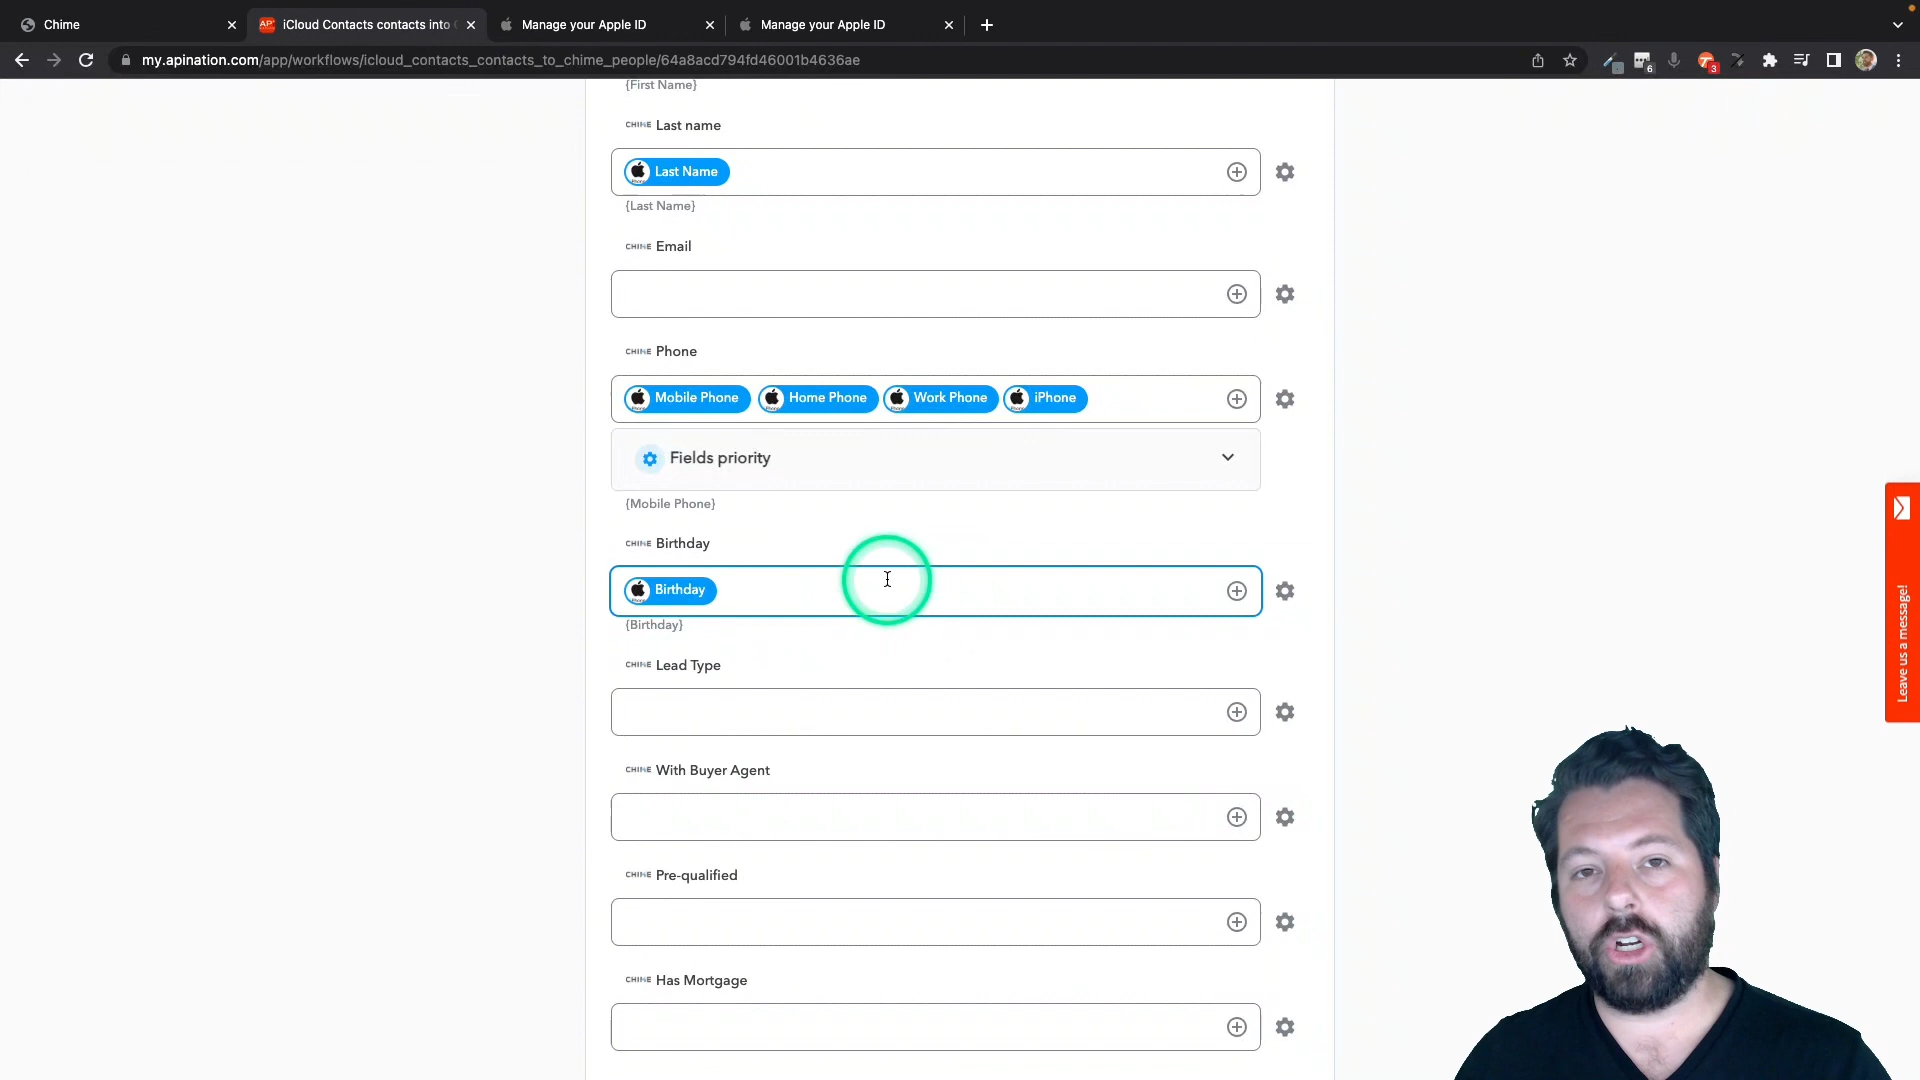 Chime
iCloud Contacts contacts into
Manage your Apple ID
Manage your Apple ID
my.apination.com/app/workflows/icloud_contacts_contacts_to_chime_people/64a8acd794fd46001b4636ae
6
3
{First Name}
CHIME Last name
Last Name
{Last Name}
CHIME Email
CHIME Phone
Mobile Phone Home Phone Work Phone iPhone
Fields priority
{Mobile Phone}
CHIME Birthday
Birthday
{Birthday}
CHIME Lead Type
CHIME With Buyer Agent
CHIME Pre-qualified
CHIME Has Mortgage
Leave us a message!